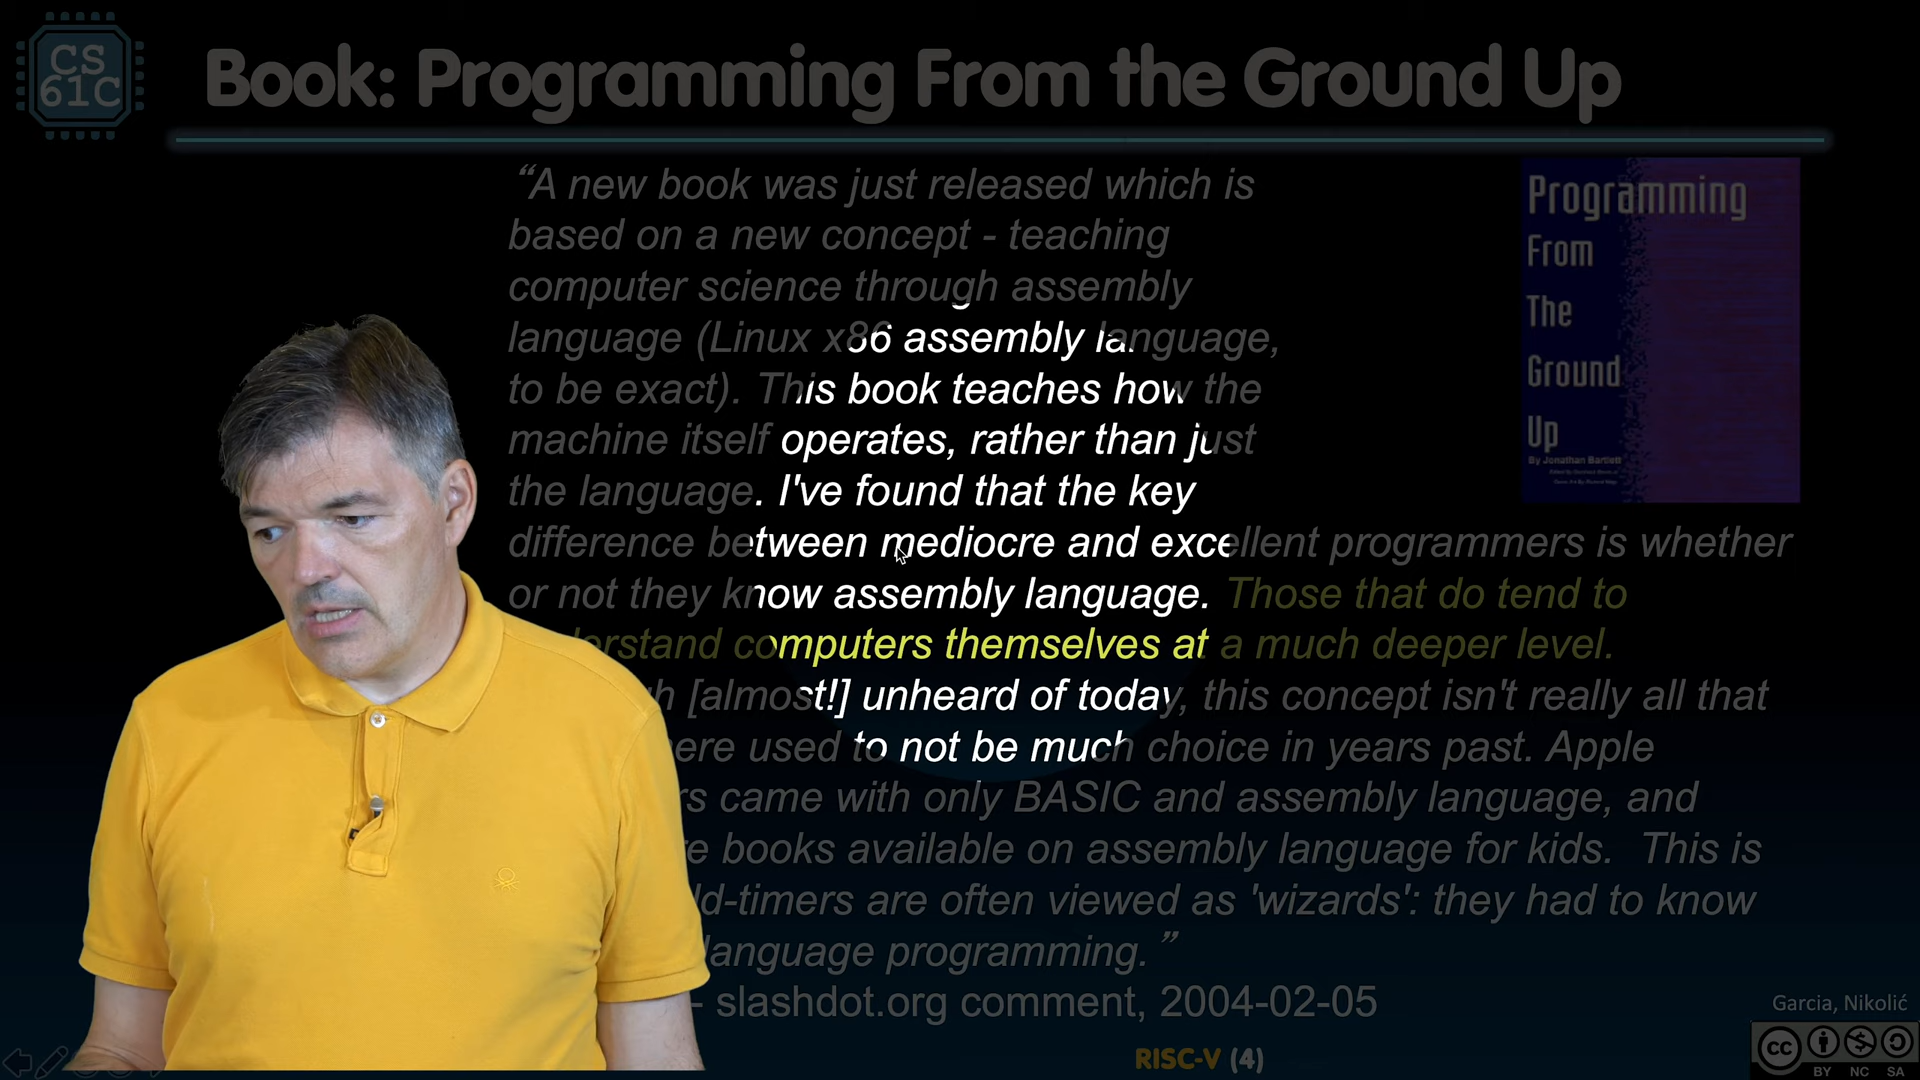 CS
61C
Book: Programming From the Ground Up
“A new book was just released which is
based on a new concept - teaching
computer science through assembly
language (Linux x86 assembly language,
to be exact). This book teaches how the
machine itself operates, rather than just
the language. I've found that the key
difference between mediocre and excellent programmers is whether
or not they know assembly language. Those that do tend to
computers themselves at a much deeper level.
[almost!] unheard of today, this concept isn't really all that
used to not be much choice in years past. Apple
came with only BASIC and assembly language, and
books available on assembly language for kids. This is
are often viewed as 'wizards': they had to know
language programming.”
- slashdot.org comment, 2004-02-05
Programming
From
The
Ground
Up
By Jonathan Bartlett
Garcia, Nikolić
RISC-V (4)
cc
BY NC SA